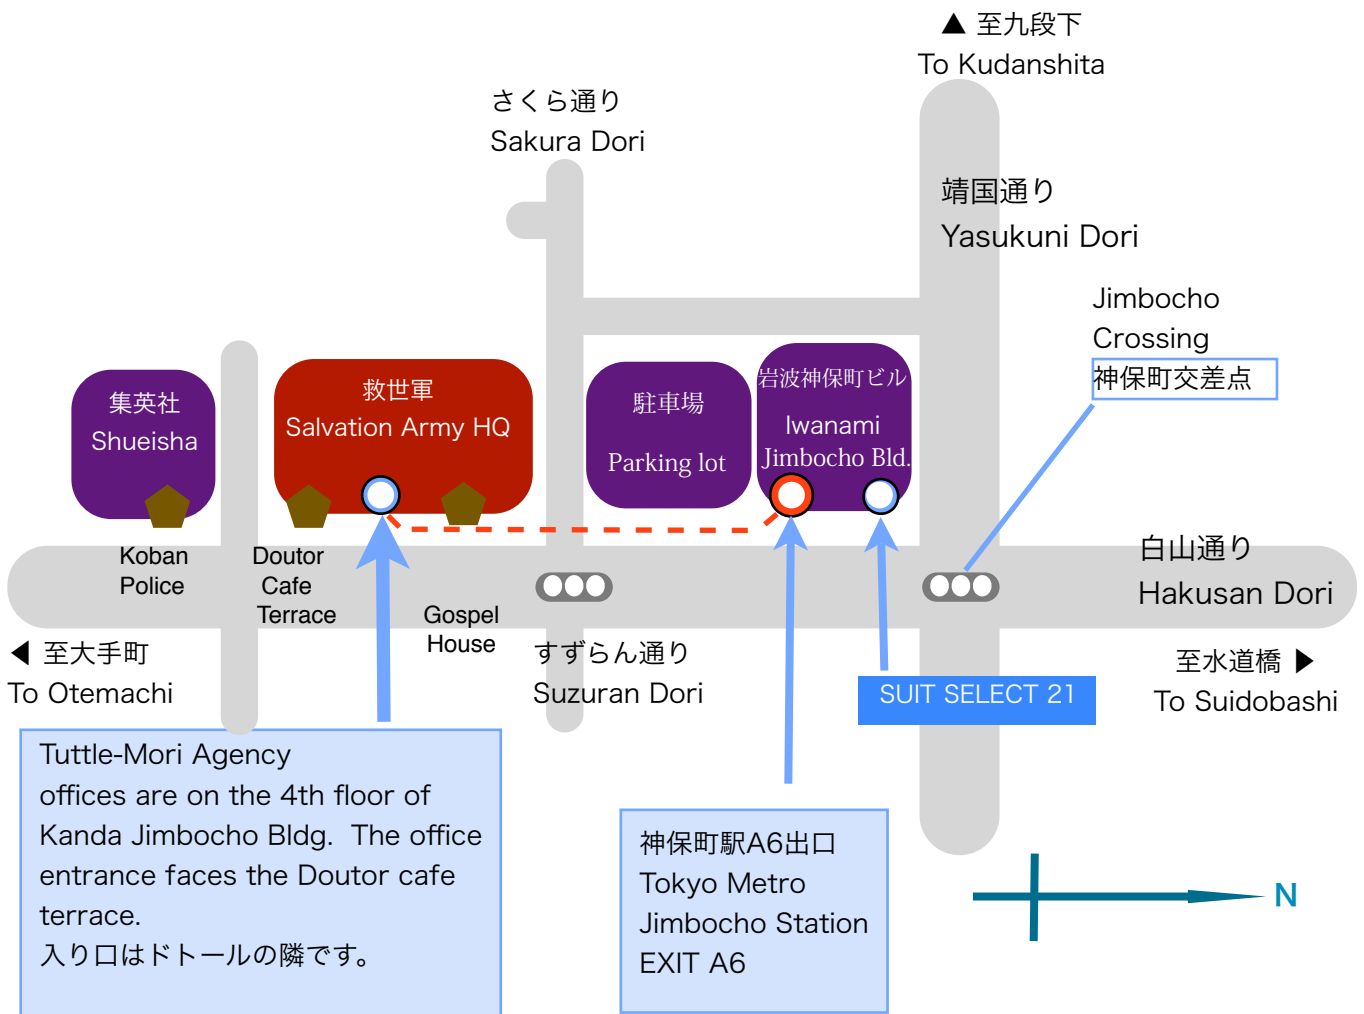 ▲ 至九段下
To Kudanshita
さくら通り
Sakura Dori
靖国通り
Yasukuni Dori
Jimbocho
Crossing
神保町交差点
集英社
Shueisha
救世軍
Salvation Army HQ
駐車場
Parking lot
岩波神保町ビル
Iwanami
Jimbocho Bld.
Koban
Police
Doutor
Cafe
Terrace
Gospel
House
白山通り
Hakusan Dori
◀ 至大手町
To Otemachi
すずらん通り
Suzuran Dori
SUIT SELECT 21
至水道橋 ▶
To Suidobashi
Tuttle-Mori Agency
offices are on the 4th floor of
Kanda Jimbocho Bldg. The office
entrance faces the Doutor cafe
terrace.
入り口はドトールの隣です。
神保町駅A6出口
Tokyo Metro
Jimbocho Station
EXIT A6
N